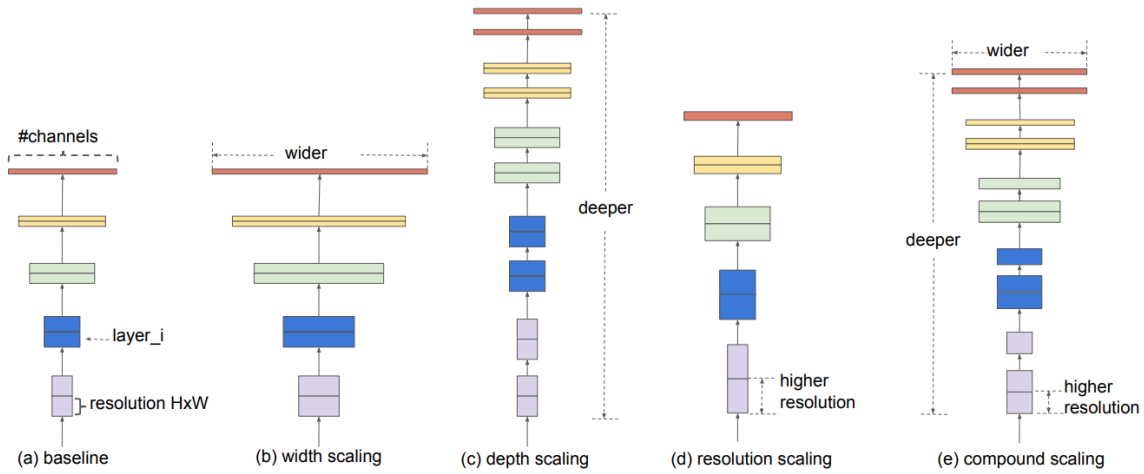 #channels
layer_i
resolution HxW
(a) baseline
wider
(b) width scaling
deeper
(c) depth scaling
higher
resolution
(d) resolution scaling
wider
deeper
higher
resolution
(e) compound scaling